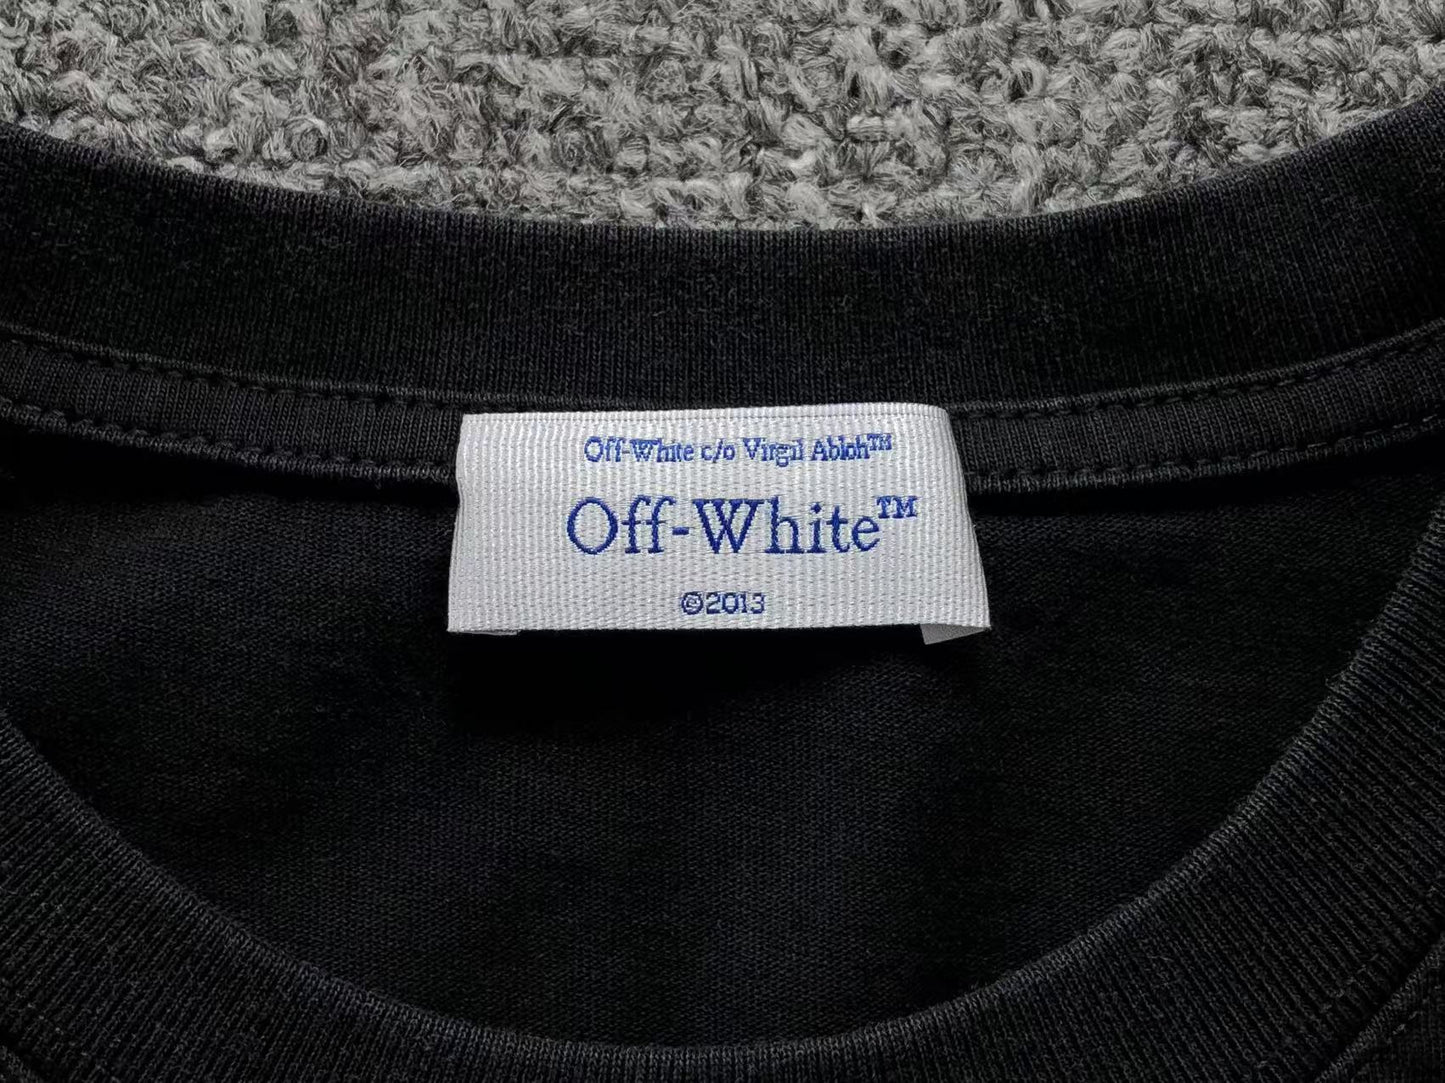 Off-White c/o Virgil Abloh™
Off-White™
©2013